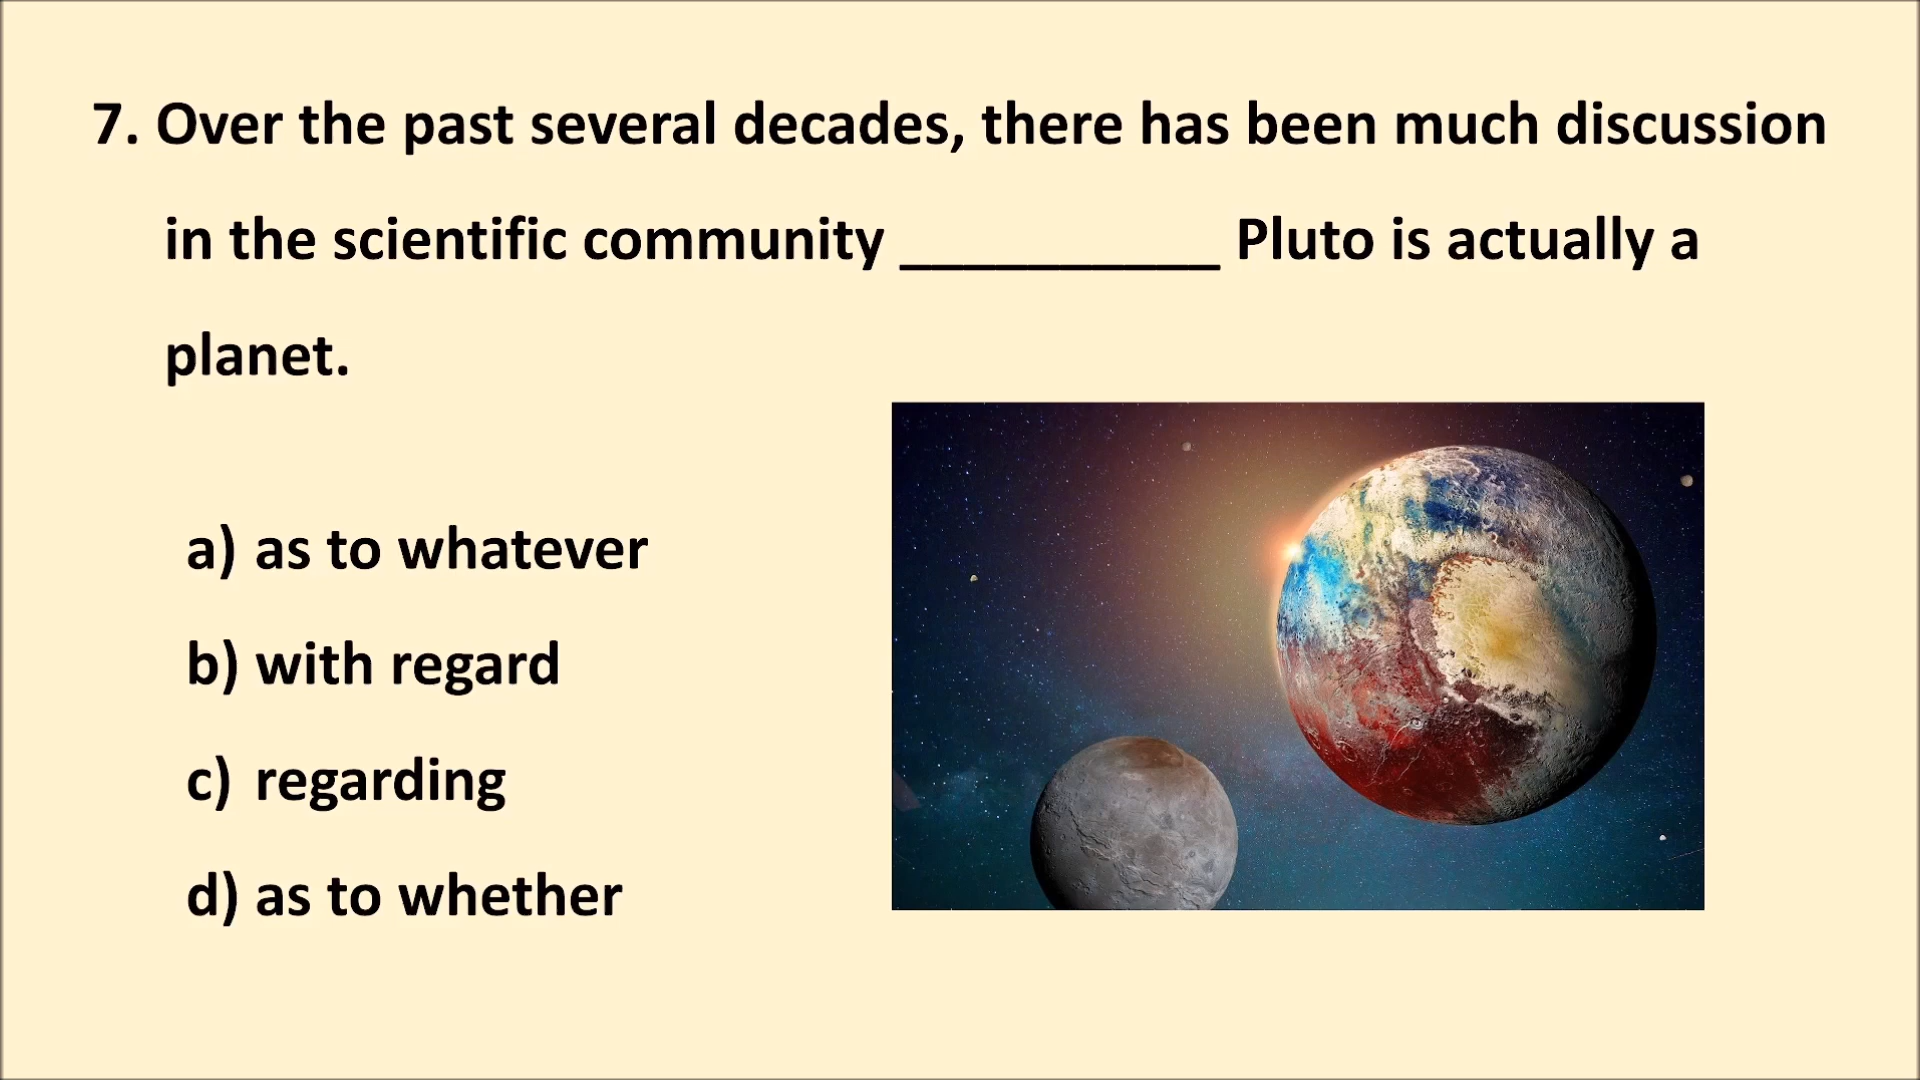 7. Over the past several decades, there has been much discussion
in the scientific community __________ Pluto is actually a
planet.
a) as to whatever
b) with regard
c) regarding
d) as to whether